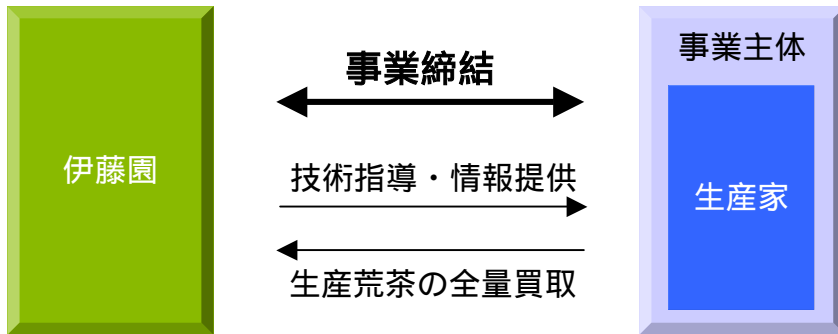 伊藤園
事業締結
技術指導・情報提供
生産荒茶の全量買取
事業主体
生産家